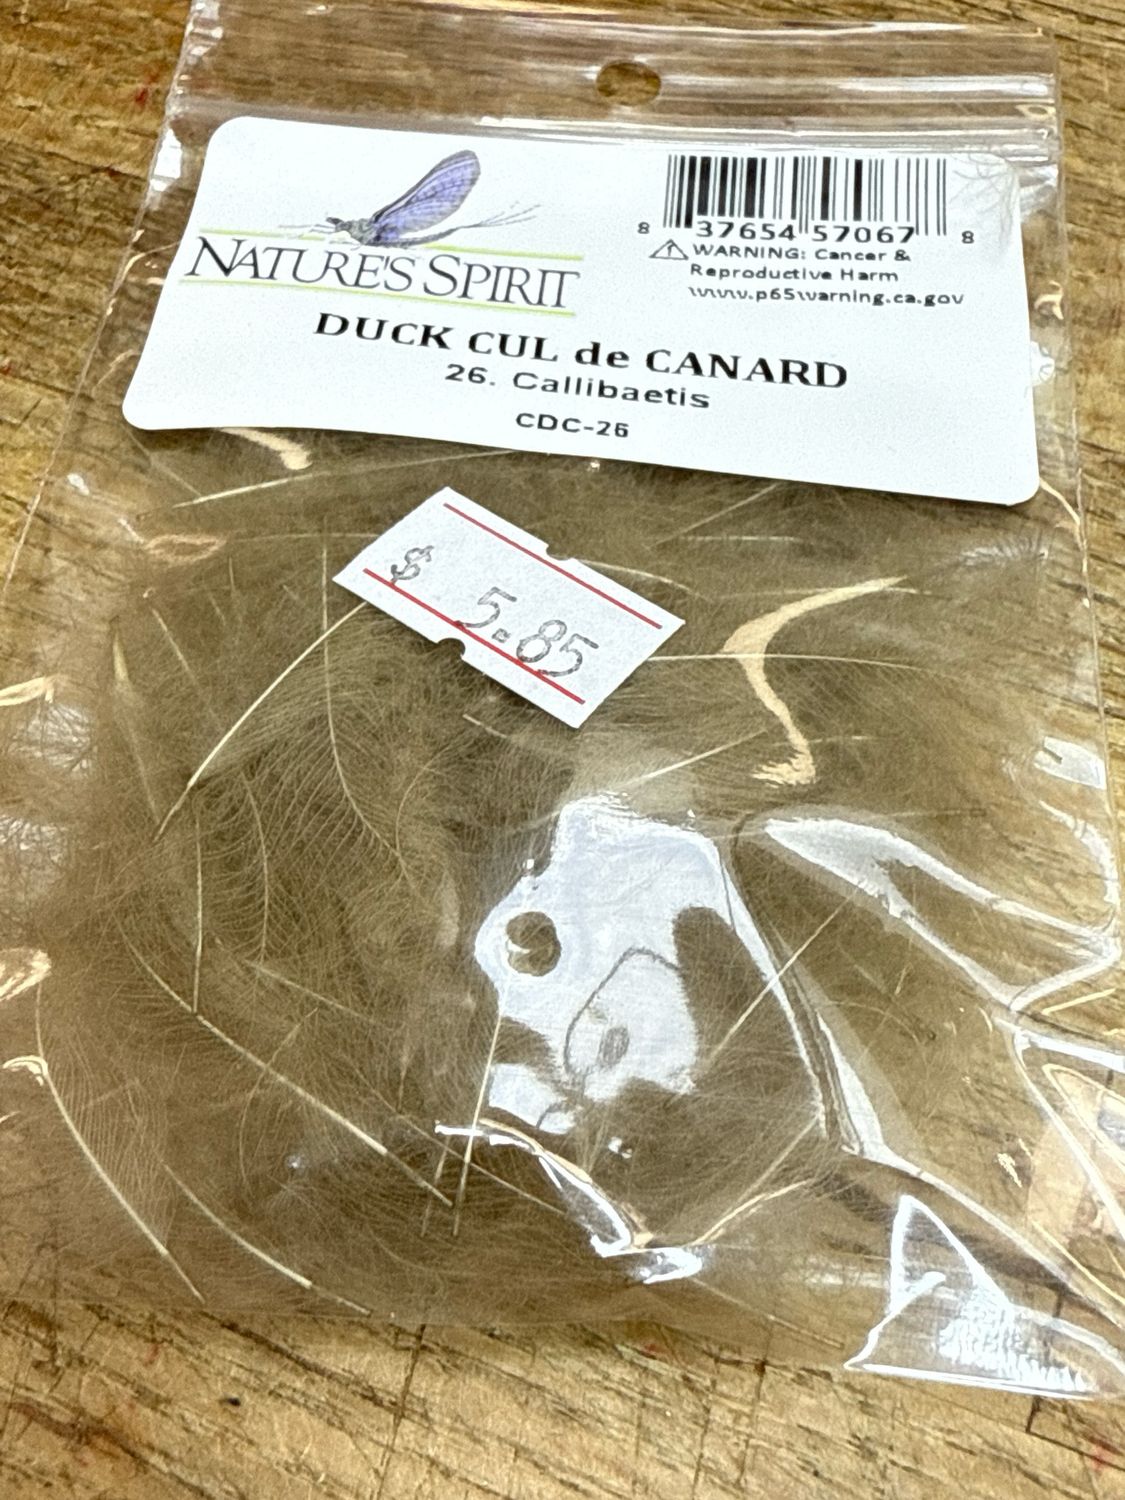 NATURE'S SPIRIT
8 37654 57067 8
WARNING: Cancer &
Reproductive Harm
www.p65warning.ca.gov
DUCK CUL de CANARD
26. Callibaetis
CDC-26
$ 5.85